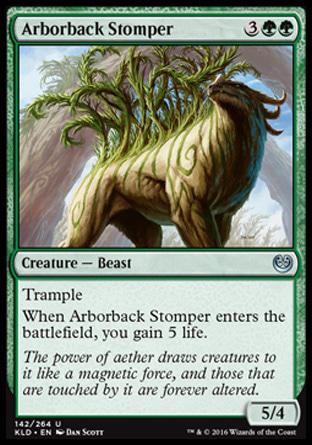 Arborback Stomper 3
Creature — Beast
Trample
When Arborback Stomper enters the
battlefield, you gain 5 life.
The power of aether draws creatures to
it like a magnetic force, and those that
are touched by it are forever altered.
5/4
142/264 U
KLD • EN Dan Scott
™ & © 2016 Wizards of the Coast